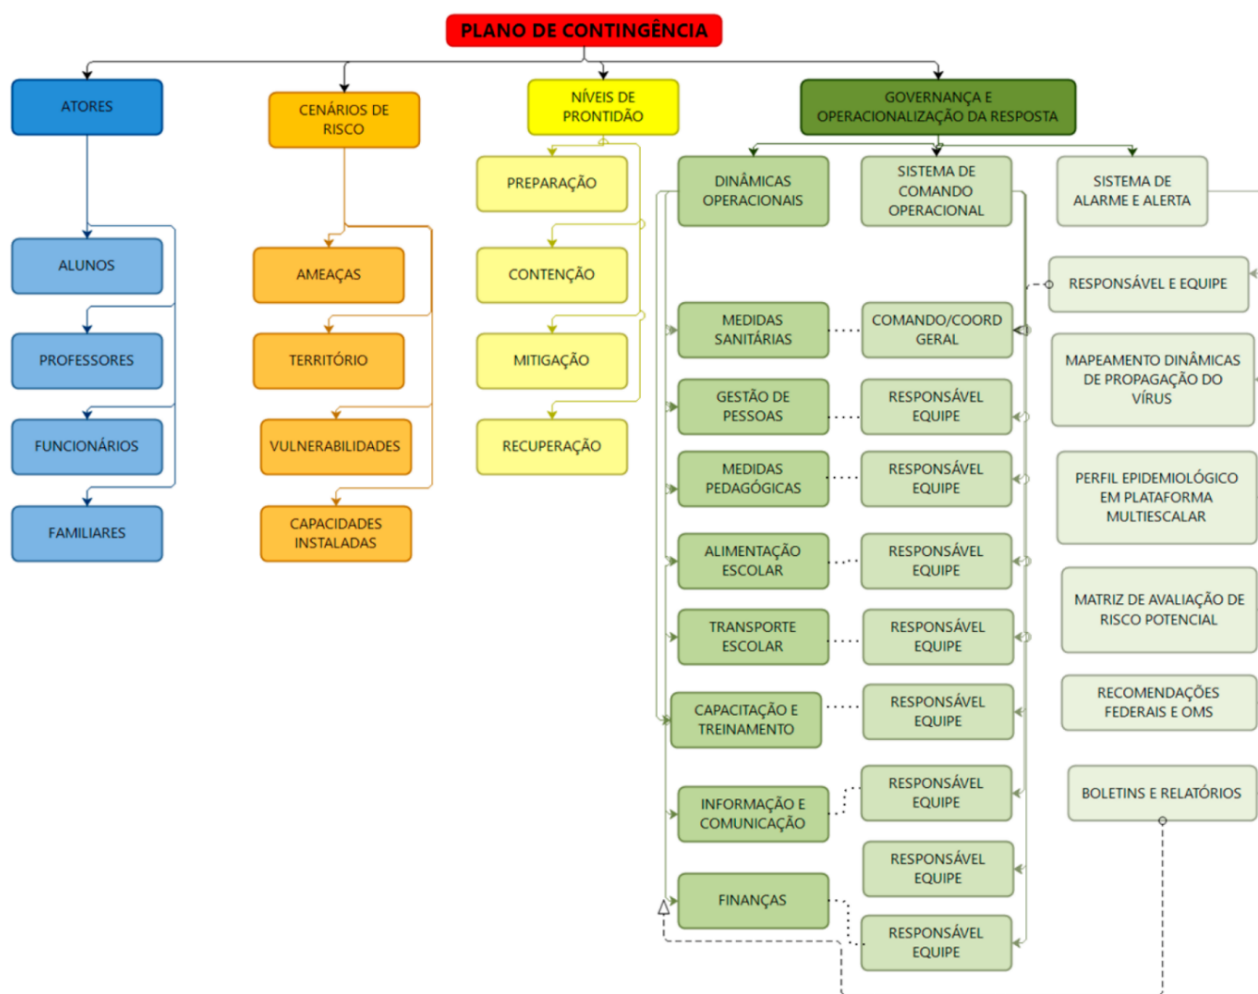 PLANO DE CONTINGÊNCIA
ATORES
ALUNOS
PROFESSORES
FUNCIONÁRIOS
FAMILIARES
CENÁRIOS DE
RISCO
AMEAÇAS
TERRITÓRIO
VULNERABILIDADES
CAPACIDADES
INSTALADAS
NÍVEIS DE
PRONTIDÃO
PREPARAÇÃO
CONTENÇÃO
MITIGAÇÃO
RECUPERAÇÃO
GOVERNANÇA E
OPERACIONALIZAÇÃO DA RESPOSTA
DINÂMICAS
OPERACIONAIS
MEDIDAS
SANITÁRIAS
GESTÃO DE
PESSOAS
MEDIDAS
PEDAGÓGICAS
ALIMENTAÇÃO
ESCOLAR
TRANSPORTE
ESCOLAR
CAPACITAÇÃO E
TREINAMENTO
INFORMAÇÃO E
COMUNICAÇÃO
FINANÇAS
SISTEMA DE
COMANDO
OPERACIONAL
COMANDO/COORD
GERAL
RESPONSÁVEL
EQUIPE
RESPONSÁVEL
EQUIPE
RESPONSÁVEL
EQUIPE
RESPONSÁVEL
EQUIPE
RESPONSÁVEL
EQUIPE
RESPONSÁVEL
EQUIPE
RESPONSÁVEL
EQUIPE
RESPONSÁVEL
EQUIPE
SISTEMA DE
ALARME E ALERTA
RESPONSÁVEL E EQUIPE
MAPEAMENTO DINÂMICAS
DE PROPAGAÇÃO DO
VÍRUS
PERFIL EPIDEMIOLÓGICO
EM PLATAFORMA
MULTIESCALAR
MATRIZ DE AVALIAÇÃO DE
RISCO POTENCIAL
RECOMENDAÇÕES
FEDERAIS E OMS
BOLETINS E RELATÓRIOS